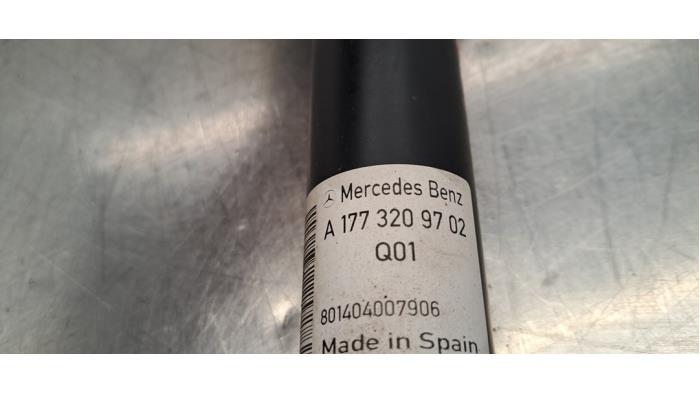 Mercedes Benz
A 177 320 97 02
Q01
801404007906
Made in Spain